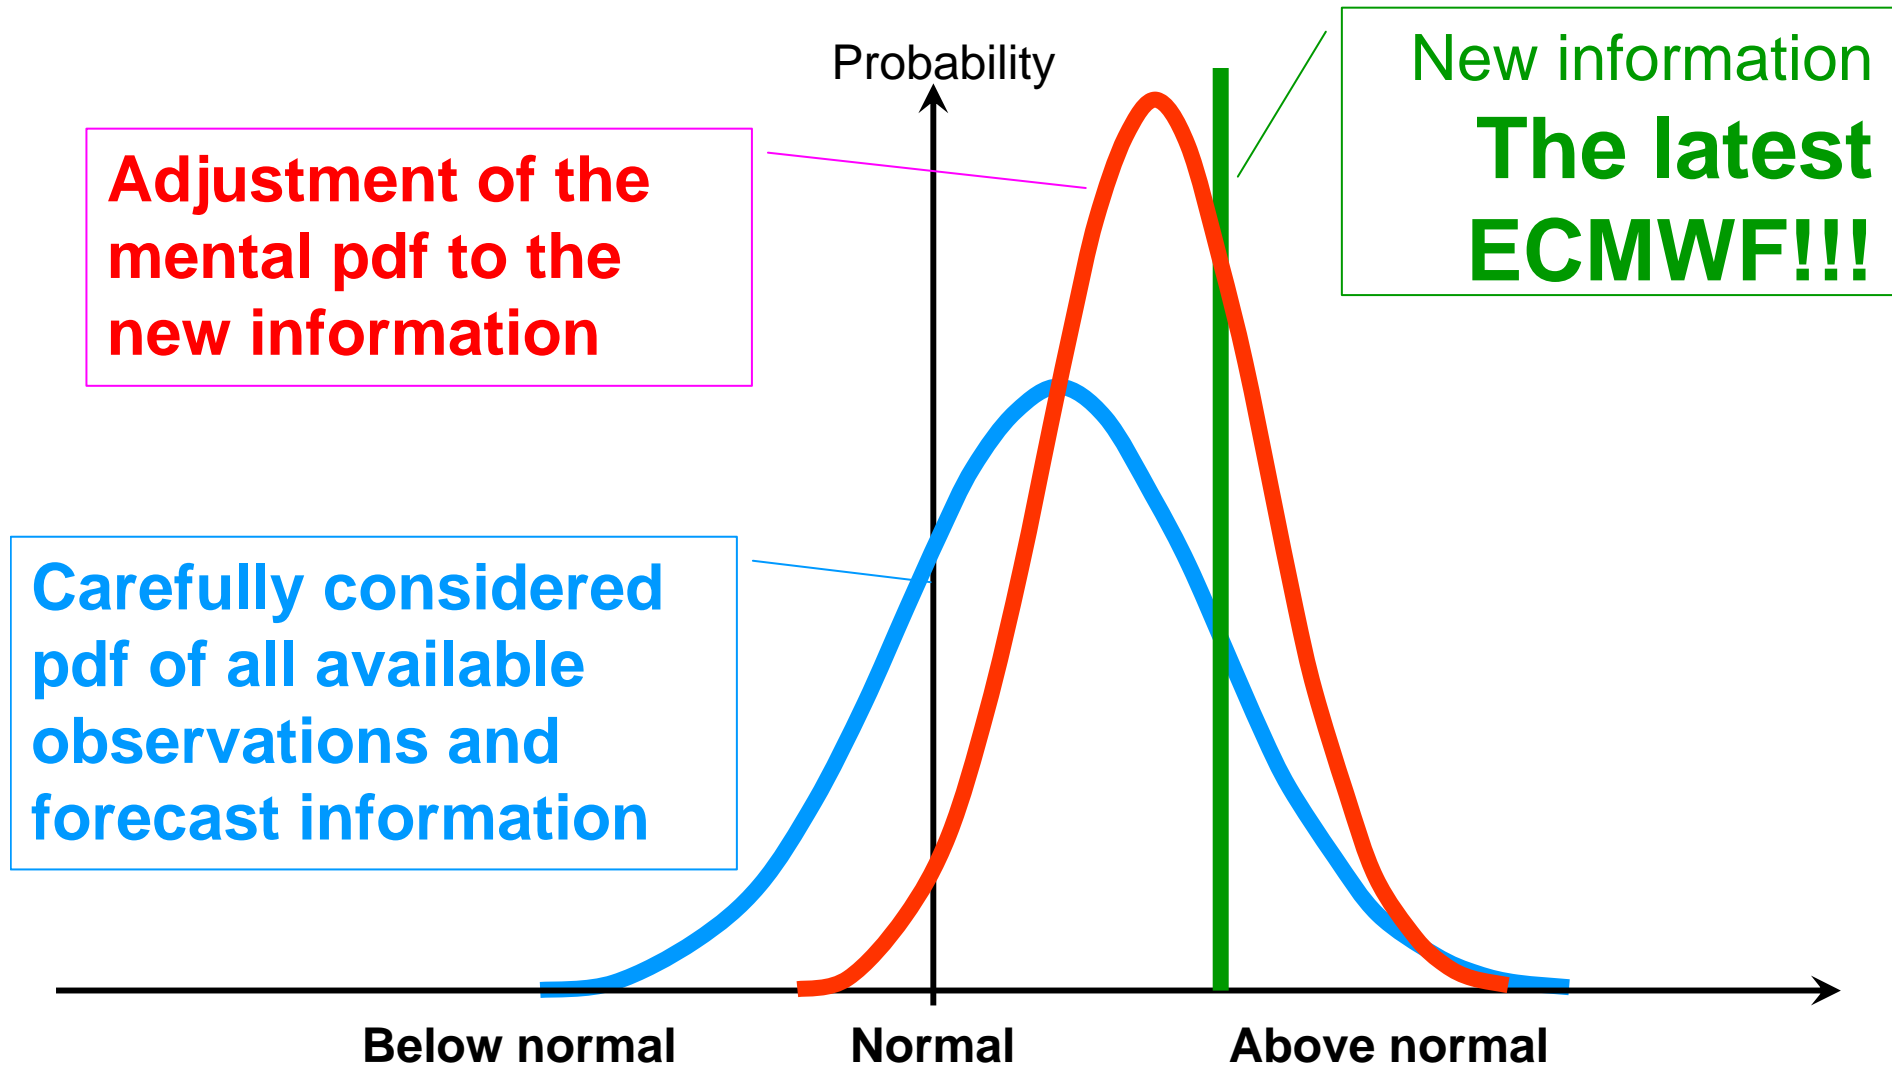 Probability
New information
The latest
ECMWF!!!
Adjustment of the
mental pdf to the
new information
Carefully considered
pdf of all available
observations and
forecast information
Below normal
Normal
Above normal